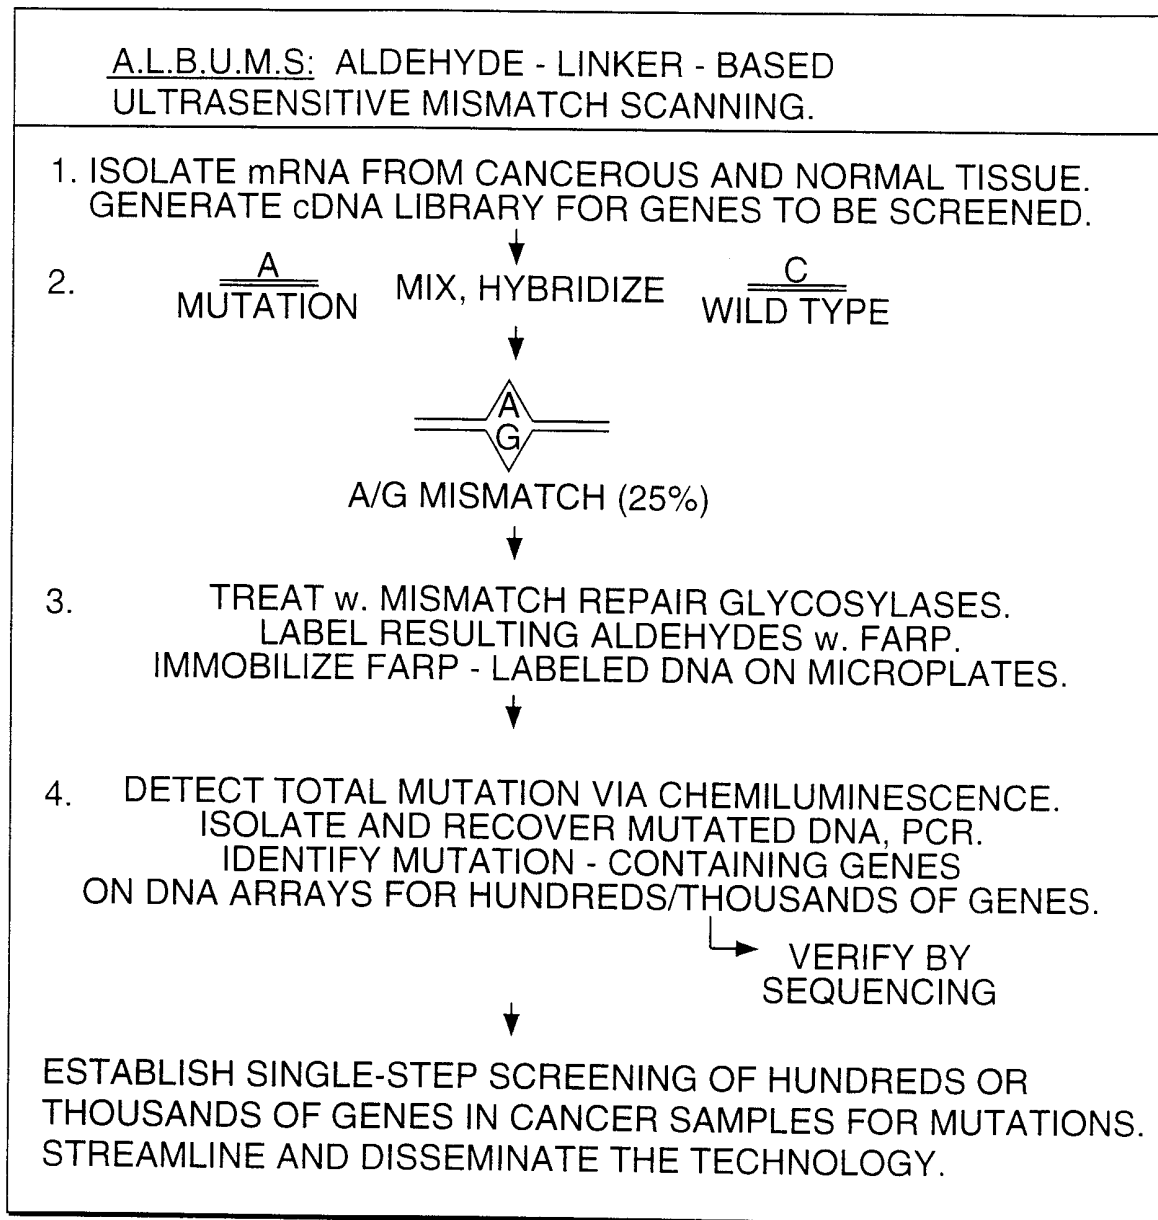 A.L.B.U.M.S: ALDEHYDE - LINKER - BASED
ULTRASENSITIVE MISMATCH SCANNING.
1. ISOLATE mRNA FROM CANCEROUS AND NORMAL TISSUE.
GENERATE cDNA LIBRARY FOR GENES TO BE SCREENED.
2. A MUTATION MIX, HYBRIDIZE C WILD TYPE
A
G
A/G MISMATCH (25%)
3. TREAT w. MISMATCH REPAIR GLYCOSYLASES.
LABEL RESULTING ALDEHYDES w. FARP.
IMMOBILIZE FARP - LABELED DNA ON MICROPLATES.
4. DETECT TOTAL MUTATION VIA CHEMILUMINESCENCE.
ISOLATE AND RECOVER MUTATED DNA, PCR.
IDENTIFY MUTATION - CONTAINING GENES
ON DNA ARRAYS FOR HUNDREDS/THOUSANDS OF GENES.
VERIFY BY
SEQUENCING
ESTABLISH SINGLE-STEP SCREENING OF HUNDREDS OR
THOUSANDS OF GENES IN CANCER SAMPLES FOR MUTATIONS.
STREAMLINE AND DISSEMINATE THE TECHNOLOGY.